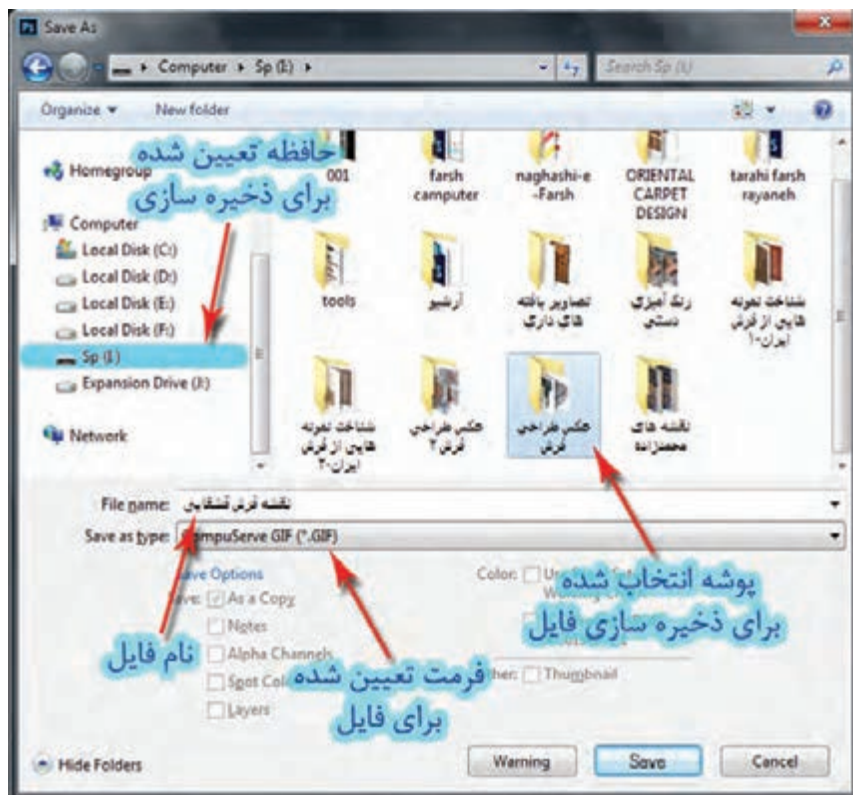 Save As
Computer ▸ Sp (I:) ▸
Search Sp (I:)
Organize
New folder
حافظه تعیین شده
برای ذخیره سازی
Homegroup
Computer
Local Disk (C:)
Local Disk (D:)
Local Disk (E:)
Local Disk (F:)
Sp (I:)
Expansion Drive (J:)
Network
001
farsh
camputer
naghashi-e
-Farsh
ORIENTAL
CARPET
DESIGN
tarahi farsh
rayaneh
tools
آرشیو
تصاویر بافته
های داری
رنگ آمیزی
دستی
شناخت نمونه
هایی از فرش
ایران-۱
شناخت نمونه
هایی از فرش
ایران-۲
عکس طراحی
فرش ۲
عکس طراحی
فرش
نقشه های
محمدزاده
File name:
نقشه فرش قشقایی
Save as type:
CompuServe GIF (*.GIF)
Save Options
Save:
As a Copy
Notes
Alpha Channels
Layers
Color:
Thumbnail
پوشه انتخاب شده
برای ذخیره سازی فایل
نام فایل
فرمت تعیین شده
برای فایل
Hide Folders
Warning
Save
Cancel